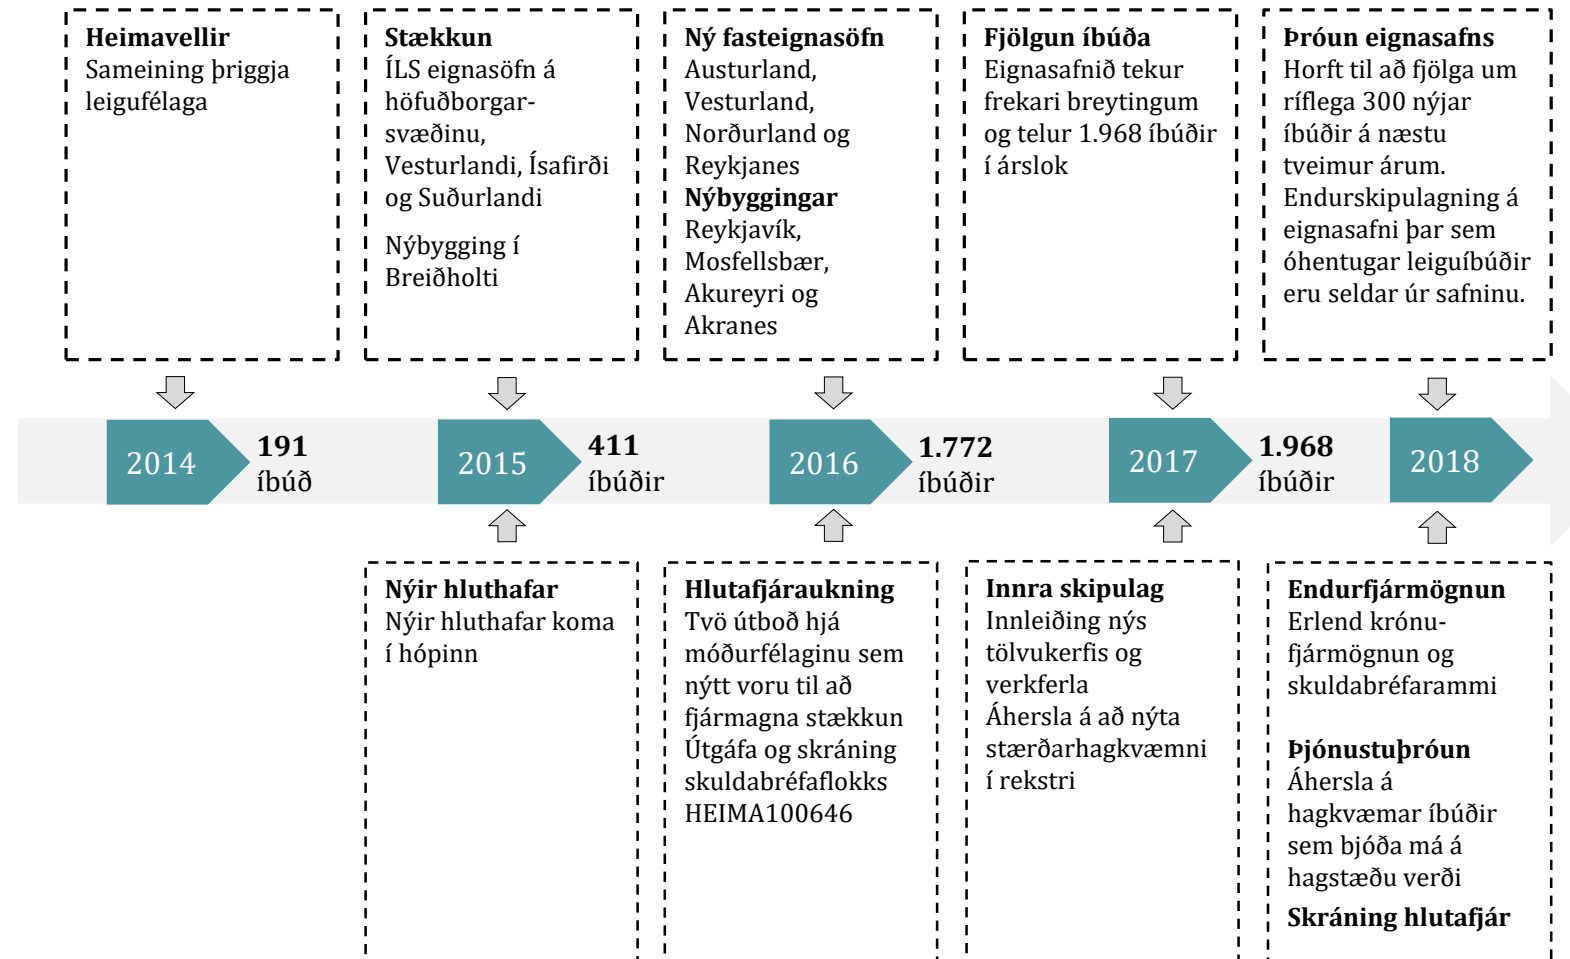 Heimavellir
Sameining þriggja
leigufélaga
Stækkun
ÍLS eignasöfn á
höfuðborgar-
svæðinu,
Vesturlandi, Ísafirði
og Suðurlandi
Nýbygging í
Breiðholti
Ný fasteignasöfn
Austurland,
Vesturland,
Norðurland og
Reykjanes
Nýbyggingar
Reykjavík,
Mosfellsbær,
Akureyri og
Akranes
Fjölgun íbúða
Eignasafnið tekur
frekari breytingum
og telur 1.968 íbúðir
í árslok
Þróun eignasafns
Horft til að fjölga um
ríflega 300 nýjar
íbúðir á næstu
tveimur árum.
Endurskipulagning á
eignasafni þar sem
óhentugar leiguíbúðir
eru seldar úr safninu.
2014
191
íbúð
2015
411
íbúðir
2016
1.772
íbúðir
2017
1.968
íbúðir
2018
Nýir hluthafar
Nýir hluthafar koma
í hópinn
Hlutafjáraukning
Tvö útboð hjá
móðurfélaginu sem
nýtt voru til að
fjármagna stækkun
Útgáfa og skráning
skuldabréfaflokks
HEIMA100646
Innra skipulag
Innleiðing nýs
tölvukerfis og
verkferla
Áhersla á að nýta
stærðarhagkvæmni
í rekstri
Endurfjármögnun
Erlend krónu-
fjármögnun og
skuldabréfarammi
Þjónustuþróun
Áhersla á
hagkvæmar íbúðir
sem bjóða má á
hagstæðu verði
Skráning hlutafjár